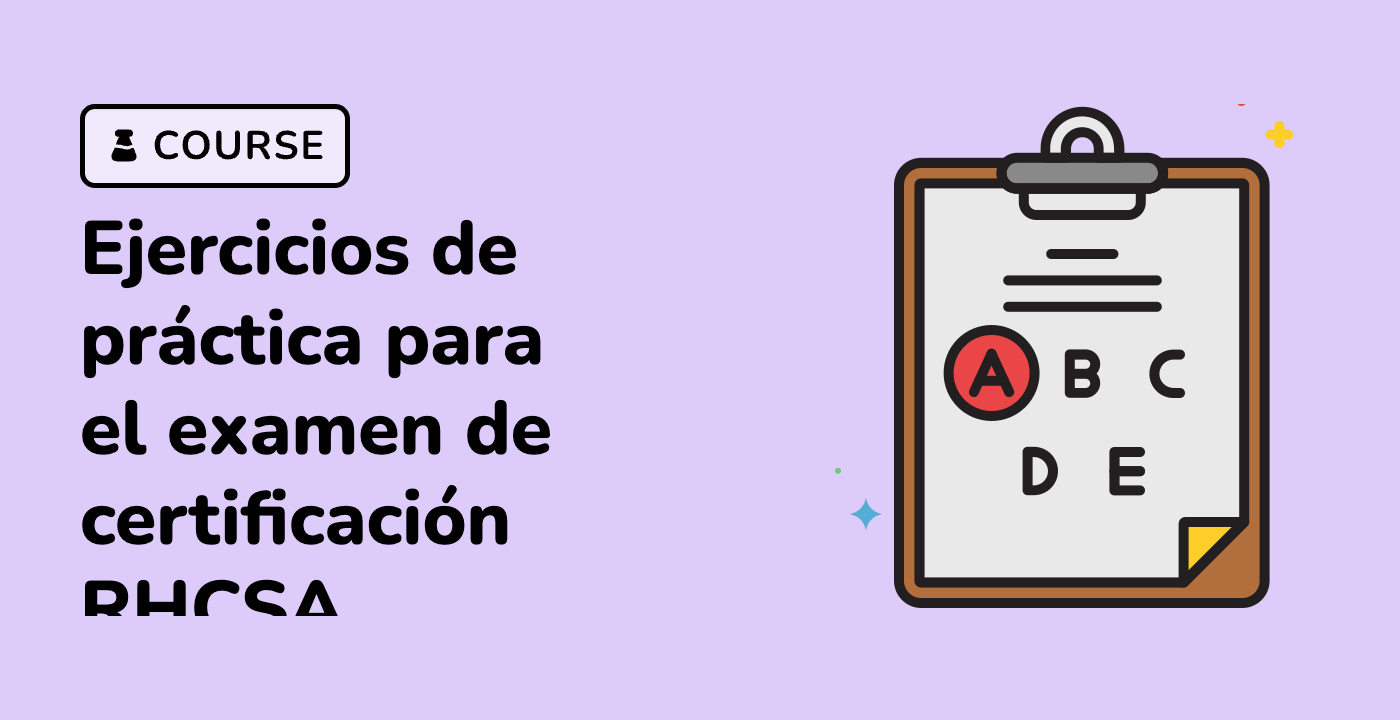 COURSE
Ejercicios de
práctica para
el examen de
certificación
RHCSA
A B C
D E